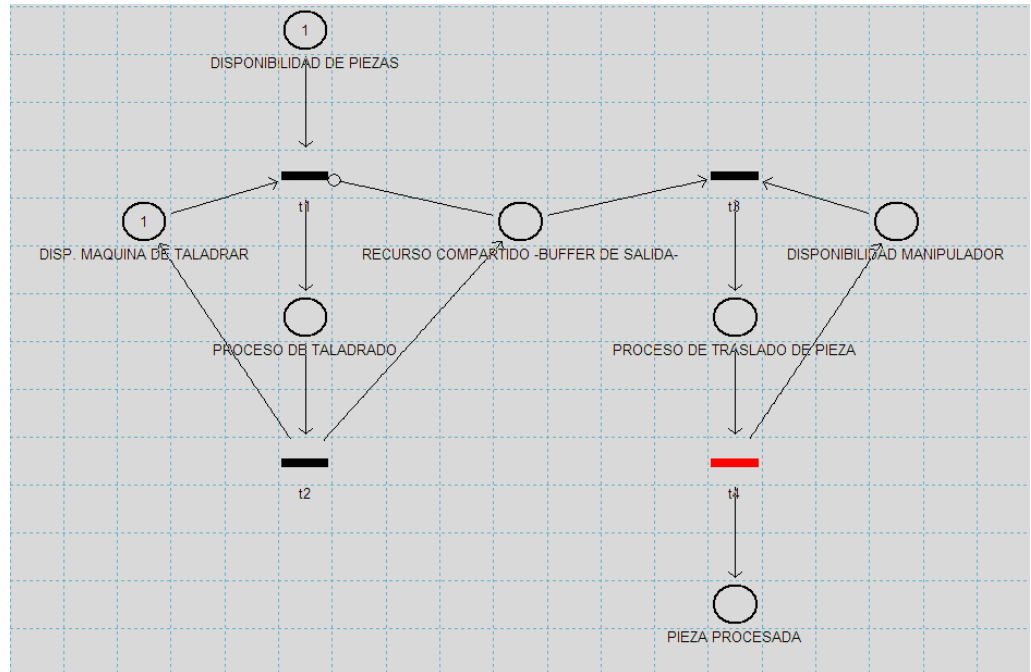 1
DISPONIBILIDAD DE PIEZAS
t1
t3
1
DISP. MAQUINA DE TALADRAR
RECURSO COMPARTIDO -BUFFER DE SALIDA-
DISPONIBILIDAD MANIPULADOR
PROCESO DE TALADRADO
PROCESO DE TRASLADO DE PIEZA
t2
t4
PIEZA PROCESADA